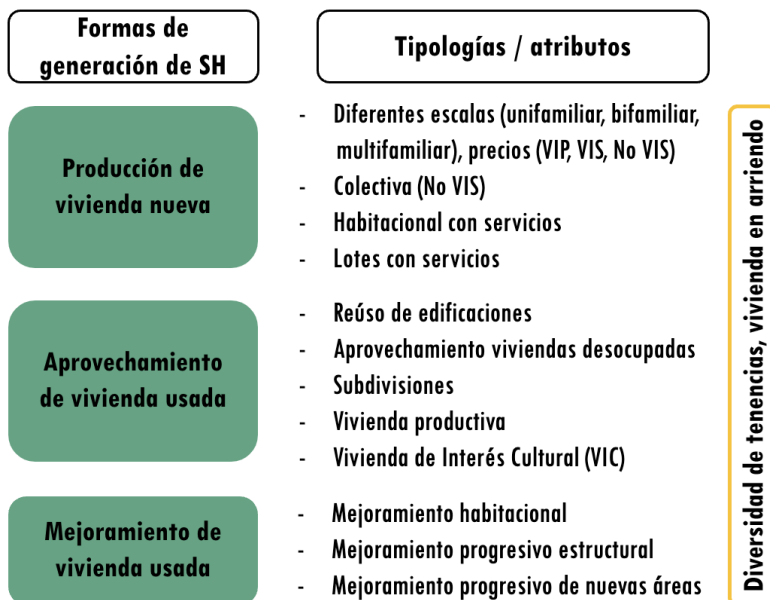 Formas de
generación de SH
Tipologías / atributos
Producción de
vivienda nueva
- Diferentes escalas (unifamiliar, bifamiliar,
multifamiliar), precios (VIP, VIS, No VIS)
- Colectiva (No VIS)
- Habitacional con servicios
- Lotes con servicios
Aprovechamiento
de vivienda usada
- Reúso de edificaciones
- Aprovechamiento viviendas desocupadas
- Subdivisiones
- Vivienda productiva
- Vivienda de Interés Cultural (VIC)
Mejoramiento de
vivienda usada
- Mejoramiento habitacional
- Mejoramiento progresivo estructural
- Mejoramiento progresivo de nuevas áreas
Diversidad de tenencias, vivienda en arriendo